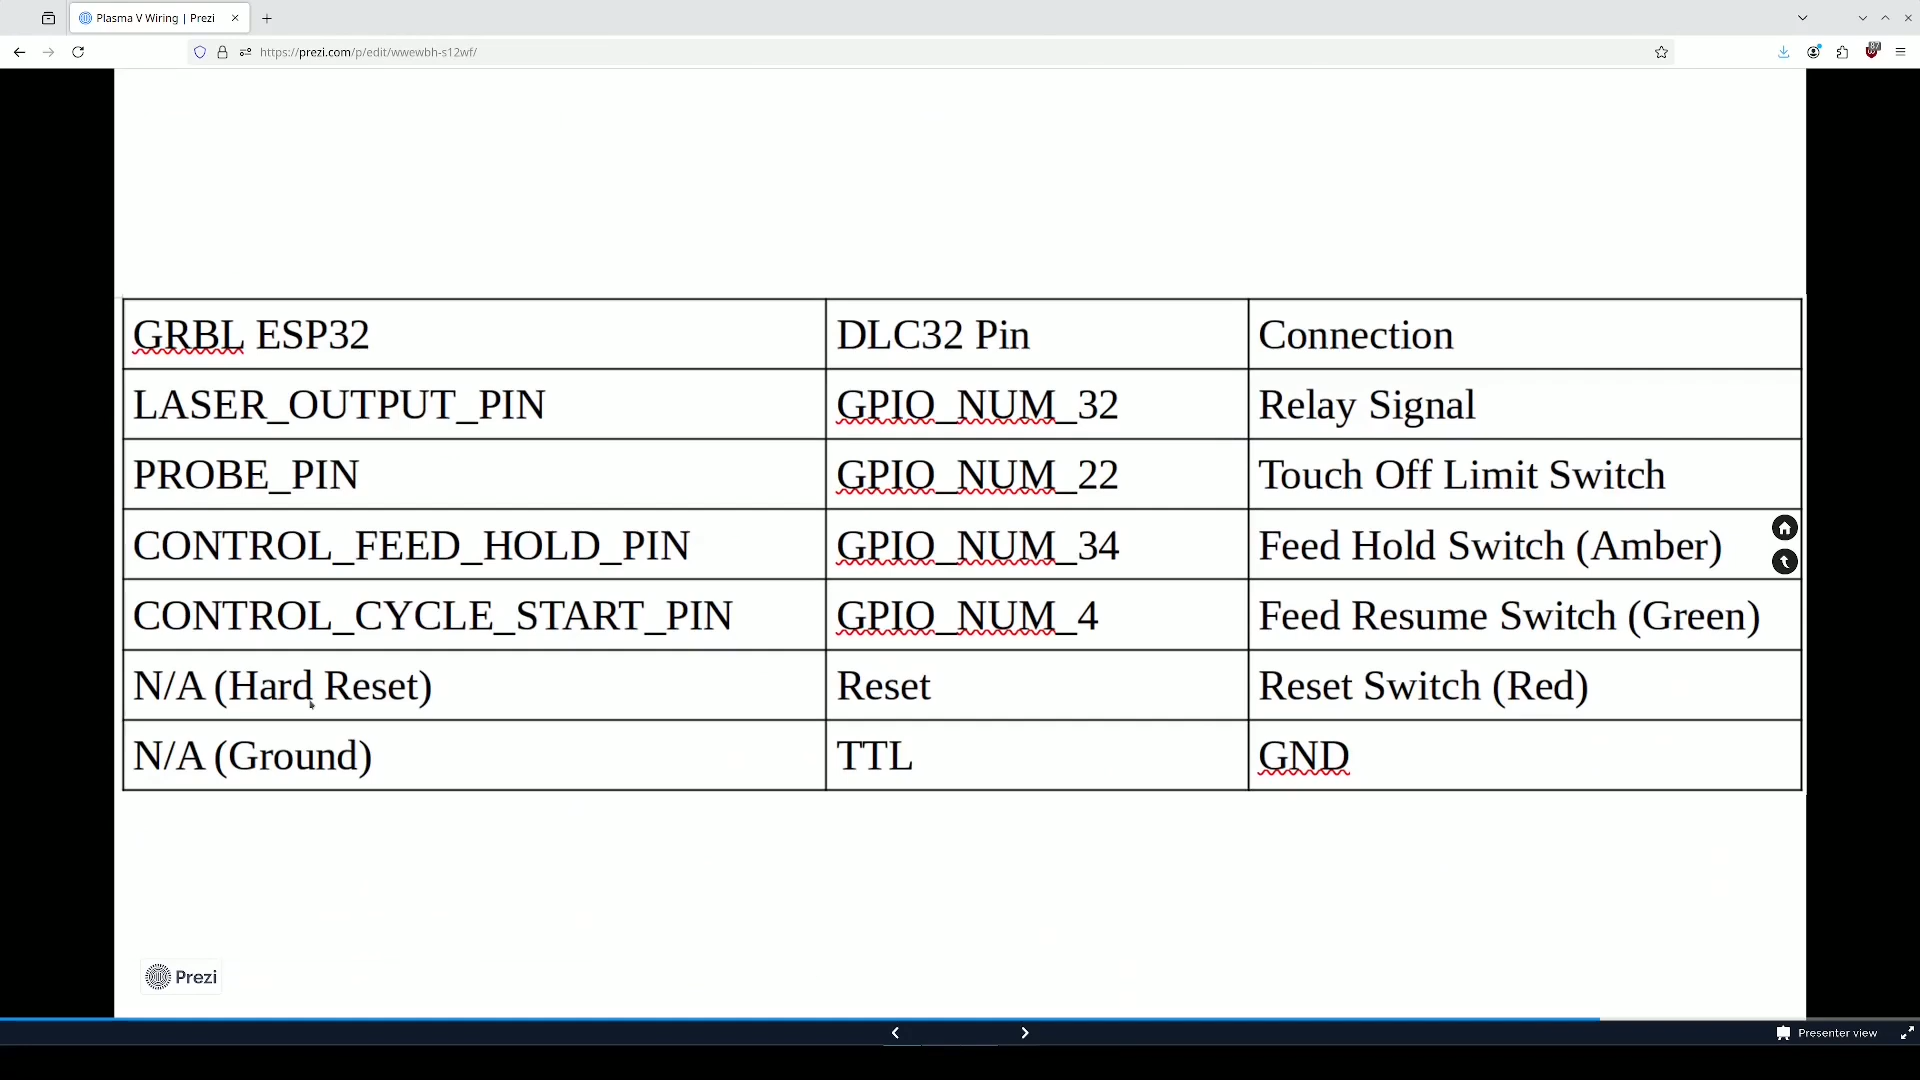 Plasma V Wiring | Prezi
https://prezi.com/p/edit/wwewbh-s12wf/
GRBL ESP32 DLC32 Pin Connection
LASER_OUTPUT_PIN GPIO_NUM_32 Relay Signal
PROBE_PIN GPIO_NUM_22 Touch Off Limit Switch
CONTROL_FEED_HOLD_PIN GPIO_NUM_34 Feed Hold Switch (Amber)
CONTROL_CYCLE_START_PIN GPIO_NUM_4 Feed Resume Switch (Green)
N/A (Hard Reset) Reset Reset Switch (Red)
N/A (Ground) TTL GND
Prezi
Presenter view